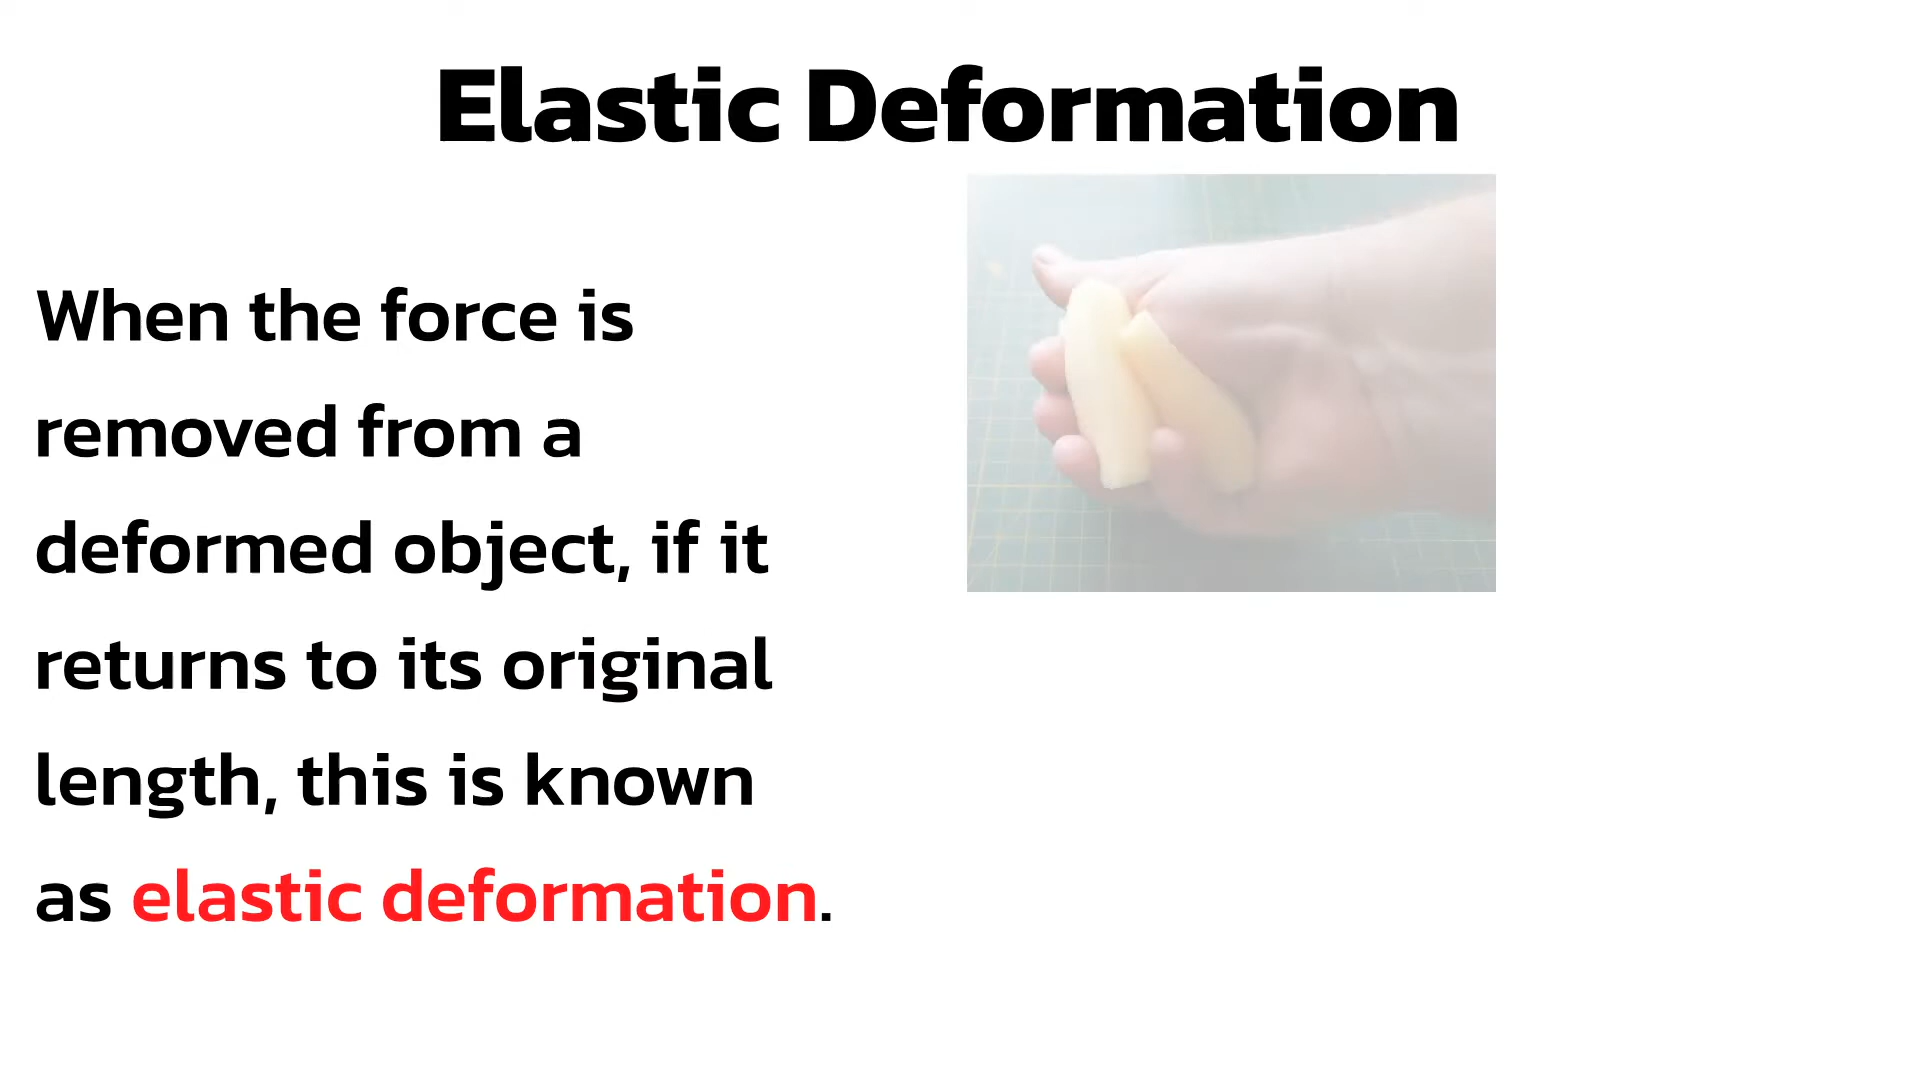 Elastic Deformation
When the force is
removed from a
deformed object, if it
returns to its original
length, this is known
as elastic deformation.